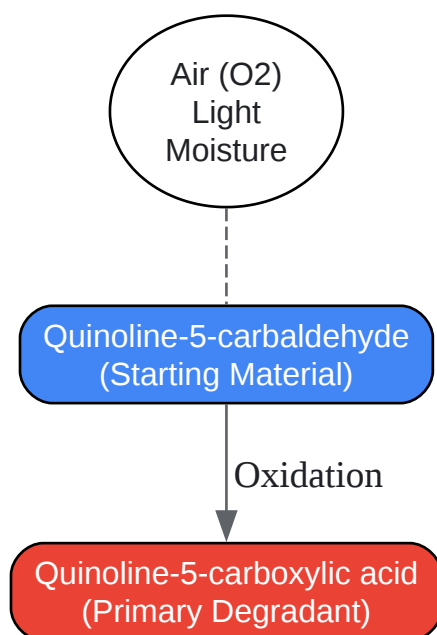 Air (O2)
Light
Moisture
Quinoline-5-carbaldehyde
(Starting Material)
Oxidation
Quinoline-5-carboxylic acid
(Primary Degradant)